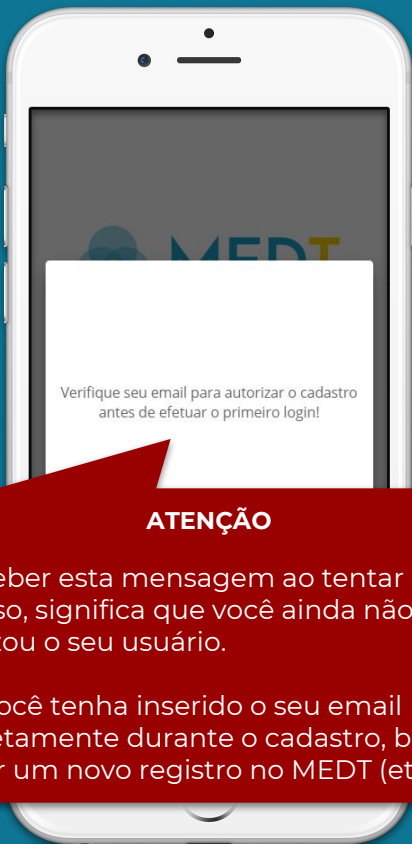 MEDT
Verifique seu email para autorizar o cadastro
antes de efetuar o primeiro login!
ATENÇÃO
eber esta mensagem ao tentar
so, significa que você ainda não
ou o seu usuário.
ocê tenha inserido o seu email
etamente durante o cadastro, b
r um novo registro no MEDT (et